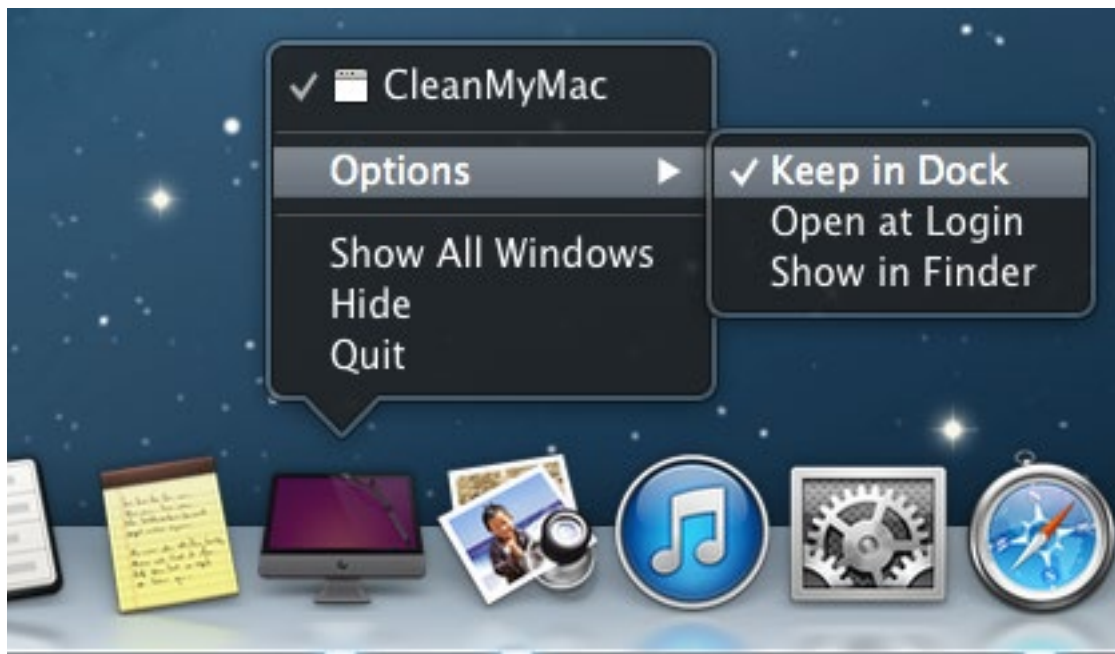 CleanMyMac
Options
Keep in Dock
Open at Login
Show in Finder
Show All Windows
Hide
Quit